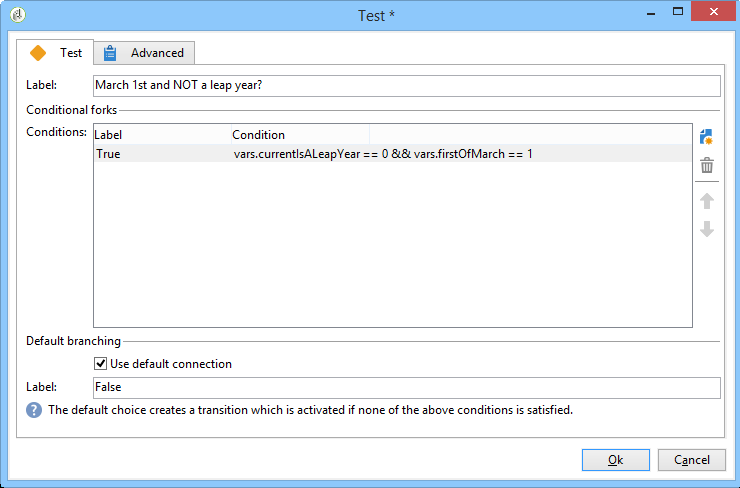 Test *
Test Advanced
Label: March 1st and NOT a leap year?
Conditional forks
Conditions: Label Condition
True vars.currentIsALeapYear == 0 && vars.firstOfMarch == 1
Default branching
Use default connection
Label: False
? The default choice creates a transition which is activated if none of the above conditions is satisfied.
Ok Cancel